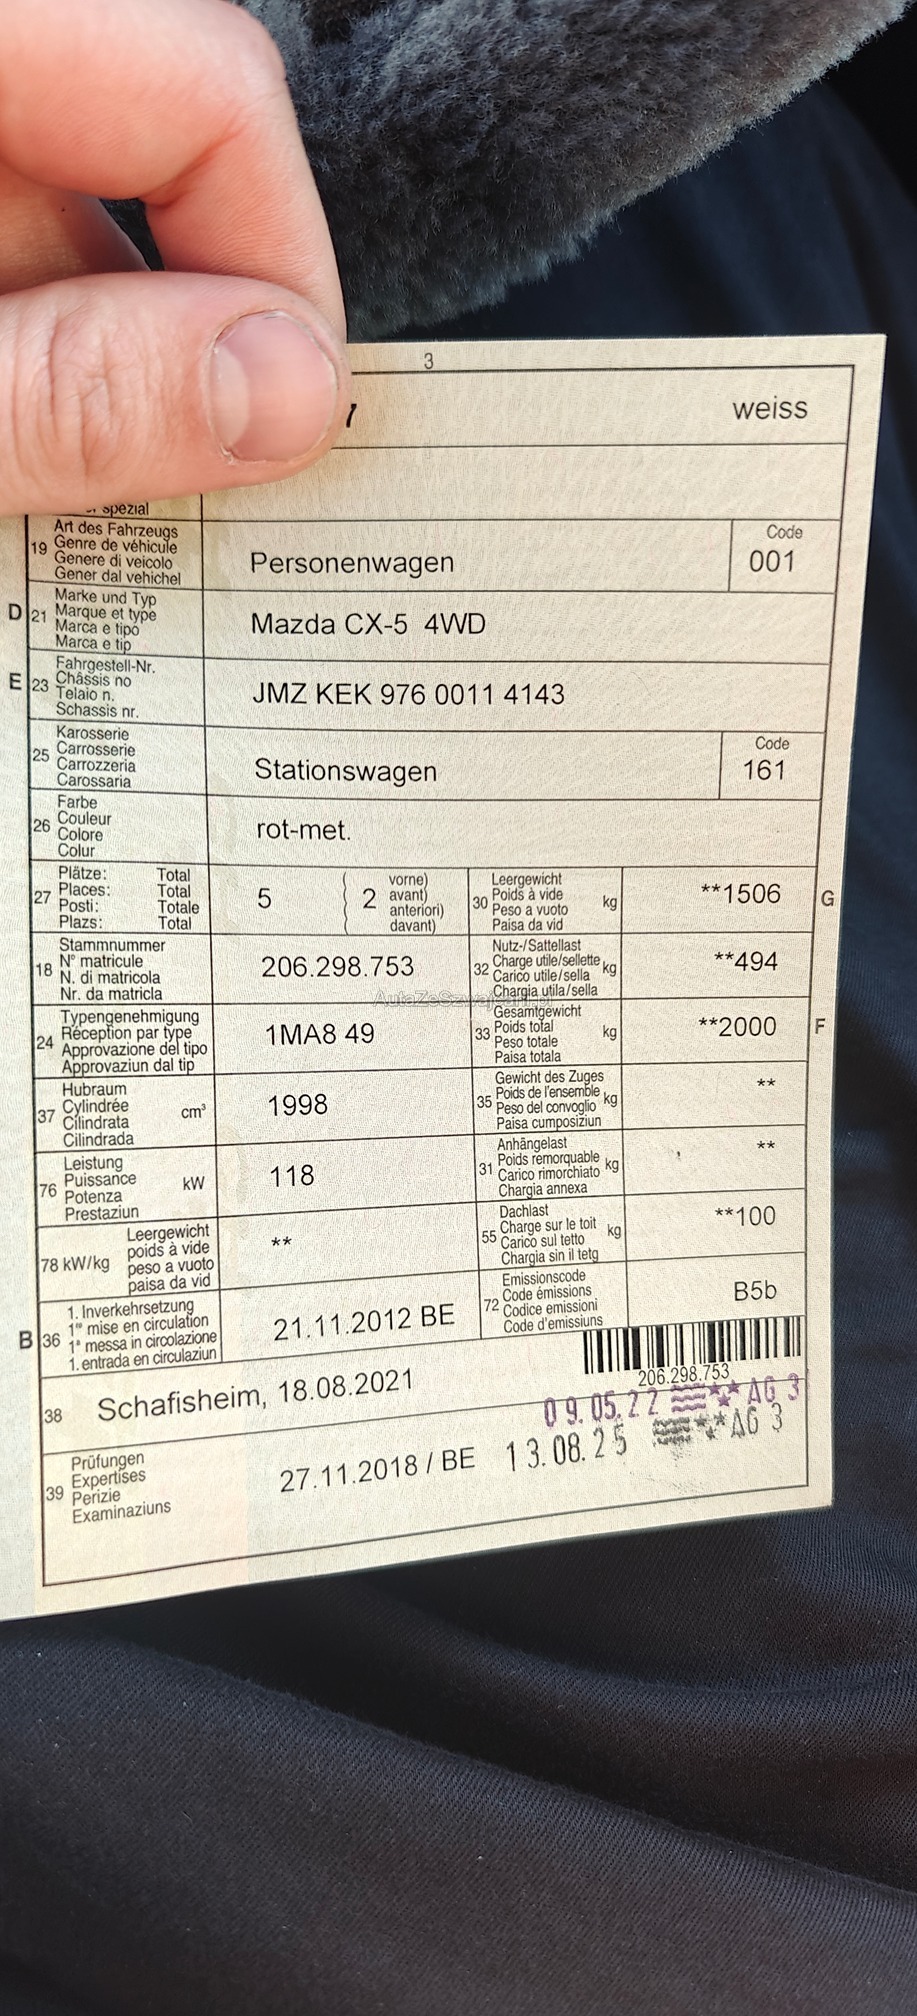 3
7 weiss
spezial
19 Art des Fahrzeugs
Genre de véhicule
Genere di veicolo
Gener dal vehichel
Personenwagen
Code
001
D 21 Marke und Typ
Marque et type
Marca e tipo
Marca e tip
Mazda CX-5 4WD
E 23 Fahrgestell-Nr.
Châssis no
Telaio n.
Schassis nr.
JMZ KEK 976 0011 4143
25 Karosserie
Carrosserie
Carrozzeria
Carossaria
Stationswagen
Code
161
26 Farbe
Couleur
Colore
Colur
rot-met.
27 Plätze: Total
Places: Total
Posti: Totale
Plazs: Total
5 ( 2 vorne)
avant)
anteriori)
davant)
30 Leergewicht
Poids à vide
Peso a vuoto
Paisa da vid
kg
**1506 G
18 Stammnummer
N° matricule
N. di matricola
Nr. da matricla
206.298.753
32 Nutz-/Sattellast
Charge utile/sellette
Carico utile/sella
Chargia utila/sella
kg
**494
AutaZeSzwajcarii.pl
24 Typengenehmigung
Réception par type
Approvazione del tipo
Approvaziun dal tip
1MA8 49
33 Gesamtgewicht
Poids total
Peso totale
Paisa totala
kg
**2000 F
37 Hubraum
Cylindrée
Cilindrata
Cilindrada
cm³
1998
35 Gewicht des Zuges
Poids de l'ensemble
Peso del convoglio
Paisa cumposiziun
kg
**
76 Leistung
Puissance
Potenza
Prestaziun
kW
118
31 Anhängelast
Poids remorquable
Carico rimorchiato
Chargia annexa
kg
**
78 kW/kg Leergewicht
poids à vide
peso a vuoto
paisa da vid
**
55 Dachlast
Charge sur le toit
Carico sul tetto
Chargia sin il tetg
kg
**100
B 36 1. Inverkehrsetzung
1re mise en circulation
1a messa in circolazione
1. entrada en circulaziun
21.11.2012 BE
72 Emissionscode
Code émissions
Codice emissioni
Code d'emissiuns
B5b
206.298.753
38 Schafisheim, 18.08.2021
09.05.22 AG 3
39 Prüfungen
Expertises
Perizie
Examinaziuns
27.11.2018 / BE 13.08.25 AG 3